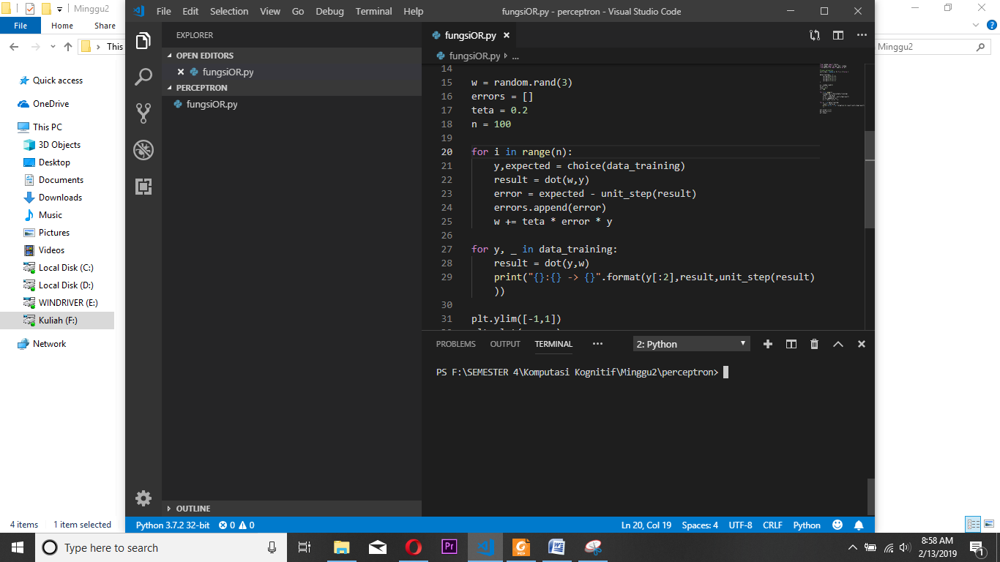 Minggu2
File Edit Selection View Go Debug Terminal Help
fungsiOR.py - perceptron - Visual Studio Code
File Home Share
This
Minggu2
Quick access
OneDrive
This PC
3D Objects
Desktop
Documents
Downloads
Music
Pictures
Videos
Local Disk (C:)
Local Disk (D:)
WINDRIVER (E:)
Kuliah (F:)
Network
4 items 1 item selected
EXPLORER
OPEN EDITORS
fungsiOR.py
PERCEPTRON
fungsiOR.py
OUTLINE
fungsiOR.py
fungsiOR.py ...
14
15 w = random.rand(3)
16 errors = []
17 teta = 0.2
18 n = 100
19
20 for i in range(n):
21 y,expected = choice(data_training)
22 result = dot(w,y)
23 error = expected - unit_step(result)
24 errors.append(error)
25 w += teta * error * y
26
27 for y, _ in data_training:
28 result = dot(y,w)
29 print("{}:{} -> {}".format(y[:2],result,unit_step(result)
))
30
31 plt.ylim([-1,1])
PROBLEMS OUTPUT TERMINAL ... 2: Python
PS F:\SEMESTER 4\Komputasi Kognitif\Minggu2\perceptron>
Python 3.7.2 32-bit 0 0
Ln 20, Col 19 Spaces: 4 UTF-8 CRLF Python
Type here to search
Pr
PDF
W
8:58 AM
2/13/2019
1